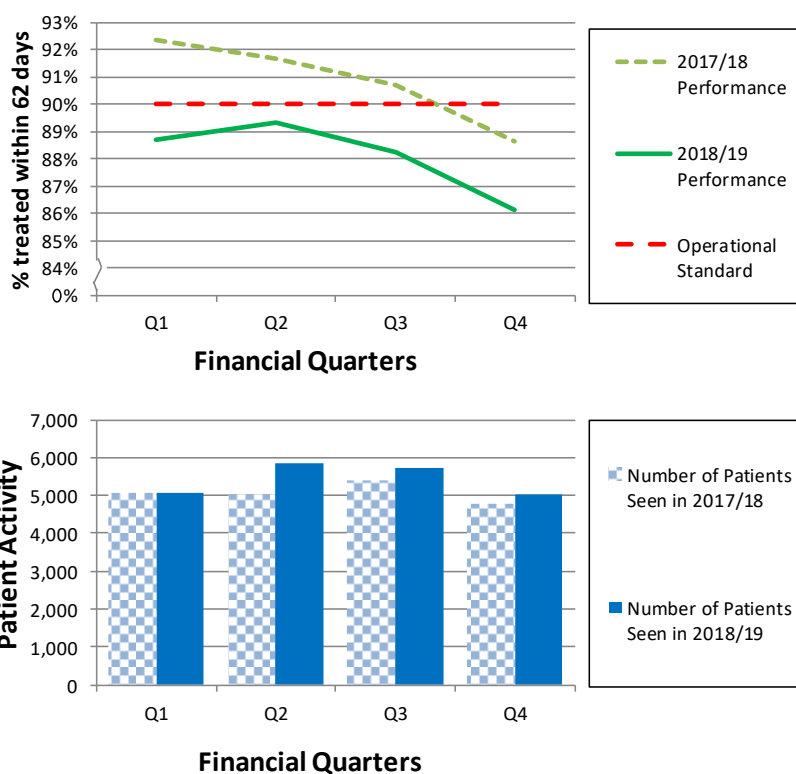 93%
92%
91%
90%
89%
88%
87%
86%
85%
84%
0%
% treated within 62 days
Q1 Q2 Q3 Q4
Financial Quarters
2017/18
Performance
2018/19
Performance
Operational
Standard
7,000
6,000
5,000
4,000
3,000
2,000
1,000
0
Patient Activity
Q1 Q2 Q3 Q4
Financial Quarters
Number of Patients
Seen in 2017/18
Number of Patients
Seen in 2018/19